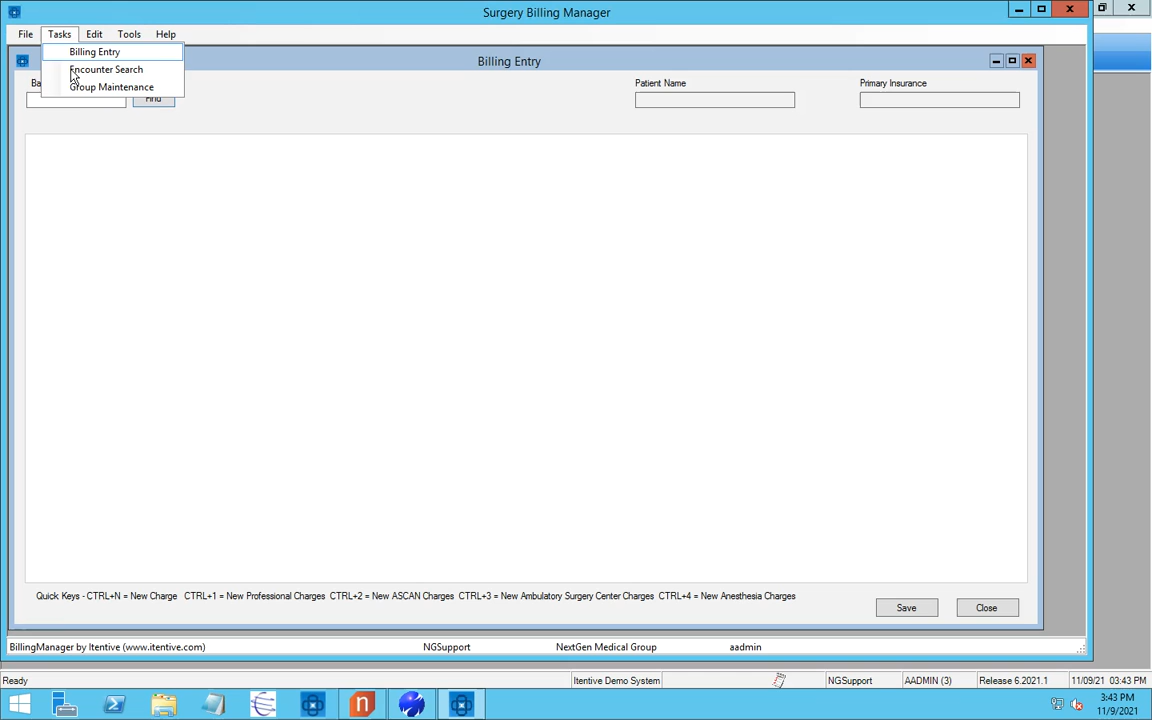 Surgery Billing Manager
File Tasks Edit Tools Help
Billing Entry
Encounter Search
Group Maintenance
Billing Entry
Patient Name Primary Insurance
Find
Quick Keys - CTRL+N = New Charge CTRL+1 = New Professional Charges CTRL+2 = New ASCAN Charges CTRL+3 = New Ambulatory Surgery Center Charges CTRL+4 = New Anesthesia Charges
Save Close
BillingManager by Itentive (www.itentive.com) NGSupport NextGen Medical Group aadmin
Ready Itentive Demo System NGSupport AADMIN (3) Release 6.2021.1 11/09/21 03:43 PM
3:43 PM
11/9/2021